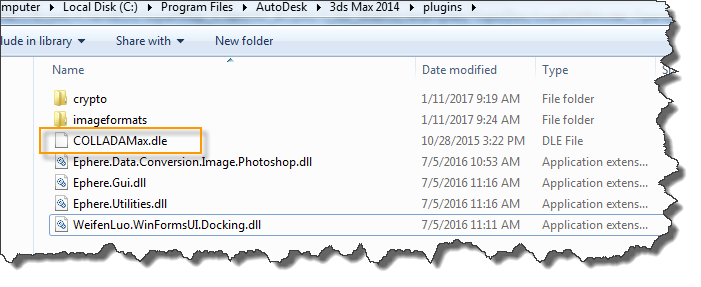 mputer ▸ Local Disk (C:) ▸ Program Files ▸ AutoDesk ▸ 3ds Max 2014 ▸ plugins ▸
ude in library Share with New folder
Name Date modified Type
crypto 1/11/2017 9:19 AM File folder
imageformats 1/11/2017 9:24 AM File folder
COLLADAMax.dle 10/28/2015 3:22 PM DLE File
Ephere.Data.Conversion.Image.Photoshop.dll 7/5/2016 10:53 AM Application extens...
Ephere.Gui.dll 7/5/2016 11:16 AM Application extens...
Ephere.Utilities.dll 7/5/2016 11:16 AM Application extens...
WeifenLuo.WinFormsUI.Docking.dll 7/5/2016 11:11 AM Application extens...